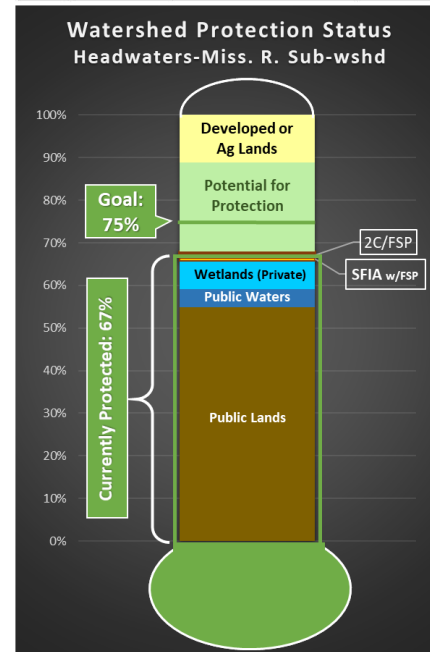 Watershed Protection Status
Headwaters-Miss. R. Sub-wshd
100%
90%
80%
70%
60%
50%
40%
30%
20%
10%
0%
Developed or
Ag Lands
Potential for
Protection
Goal:
75%
2C/FSP
SFIA w/FSP
Wetlands (Private)
Public Waters
Currently Protected: 67%
Public Lands